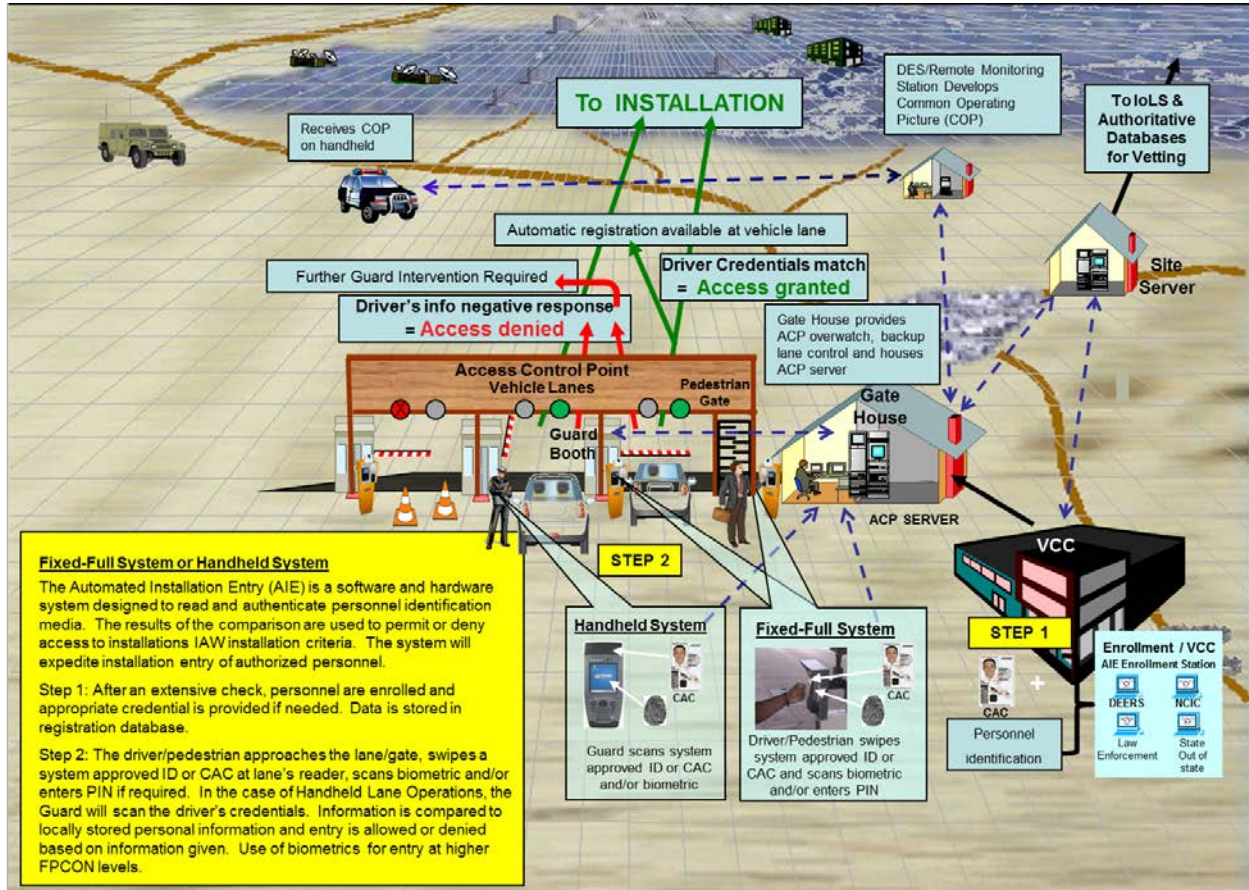 To INSTALLATION
DES/Remote Monitoring
Station Develops
Common Operating
Picture (COP)
To IoLS &
Authoritative
Databases
for Vetting
Receives COP
on handheld
Automatic registration available at vehicle lane
Further Guard Intervention Required
Driver Credentials match
= Access granted
Driver's info negative response
= Access denied
Site
Server
Gate House provides
ACP overwatch, backup
lane control and houses
ACP server
Access Control Point
Vehicle Lanes
Pedestrian
Gate
X
Guard
Booth
Gate
House
ACP SERVER
VCC
STEP 2
STEP 1
Fixed-Full System or Handheld System
The Automated Installation Entry (AIE) is a software and hardware
system designed to read and authenticate personnel identification
media. The results of the comparison are used to permit or deny
access to installations IAW installation criteria. The system will
expedite installation entry of authorized personnel.
Step 1: After an extensive check, personnel are enrolled and
appropriate credential is provided if needed. Data is stored in
registration database.
Step 2: The driver/pedestrian approaches the lane/gate, swipes a
system approved ID or CAC at lane's reader, scans biometric and/or
enters PIN if required. In the case of Handheld Lane Operations, the
Guard will scan the driver's credentials. Information is compared to
locally stored personal information and entry is allowed or denied
based on information given. Use of biometrics for entry at higher
FPCON levels.
Handheld System
CAC
Guard scans system
approved ID or CAC
and/or biometric
Fixed-Full System
CAC
Driver/Pedestrian swipes
system approved ID or
CAC and scans biometric
and/or enters PIN
CAC
+
Personnel
identification
Enrollment / VCC
AIE Enrollment Station
DEERS
NCIC
Law
Enforcement
State
Out of
state